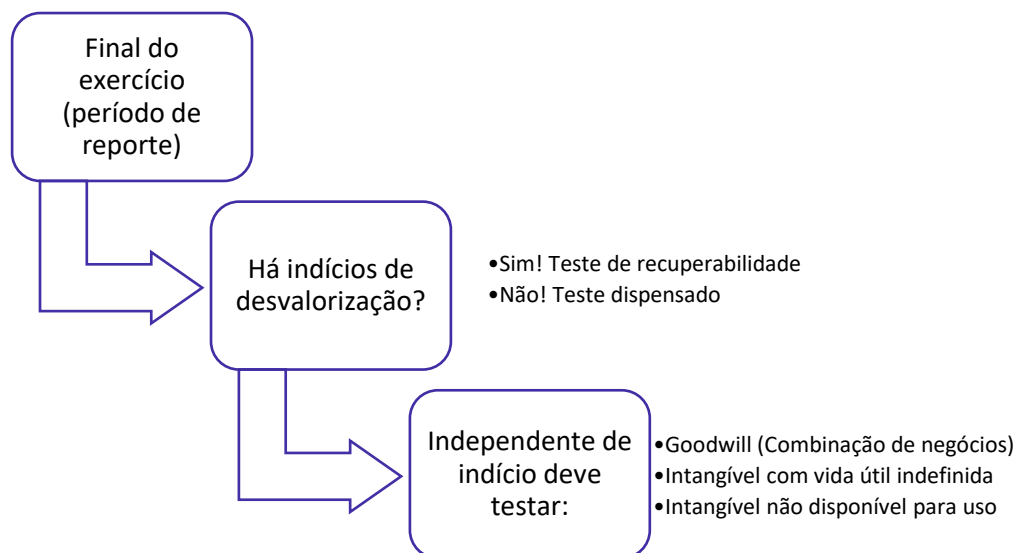 Final do
exercício
(período de
reporte)
Há indícios de
desvalorização?
•Sim! Teste de recuperabilidade
•Não! Teste dispensado
Independente de
indício deve
testar:
•Goodwill (Combinação de negócios)
•Intangível com vida útil indefinida
•Intangível não disponível para uso